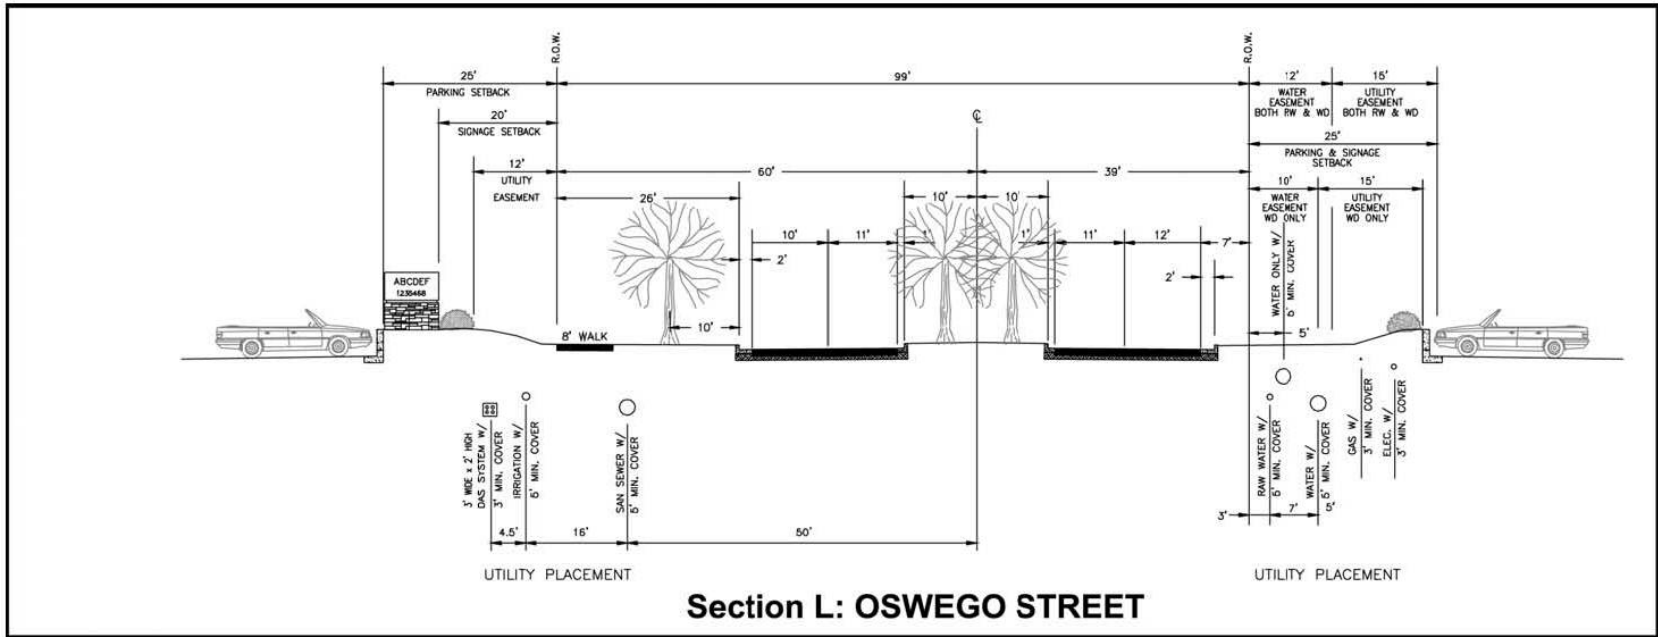 R.O.W.
R.O.W.
25'
PARKING SETBACK
99'
12'
WATER
EASEMENT
BOTH RW & WD
15'
UTILITY
EASEMENT
BOTH RW & WD
20'
SIGNAGE SETBACK
℄
25'
PARKING & SIGNAGE
SETBACK
12'
UTILITY
EASEMENT
60'
39'
10'
WATER
EASEMENT
WD ONLY
15'
UTILITY
EASEMENT
WD ONLY
26'
10'
10'
10'
11'
1'
1'
11'
12'
7'
2'
2'
WATER ONLY W/
5' MIN. COVER
5'
ABCDEF
1235468
10'
8' WALK
3' WIDE x 2' HIGH
DAS SYSTEM W/
3' MIN. COVER
IRRIGATION W/
5' MIN. COVER
SAN SEWER W/
5' MIN. COVER
RAW WATER W/
5' MIN. COVER
WATER W/
5' MIN. COVER
GAS W/
3' MIN. COVER
ELEC. W/
3' MIN. COVER
3'
7'
5'
4.5'
16'
50'
UTILITY PLACEMENT
UTILITY PLACEMENT
Section L: OSWEGO STREET